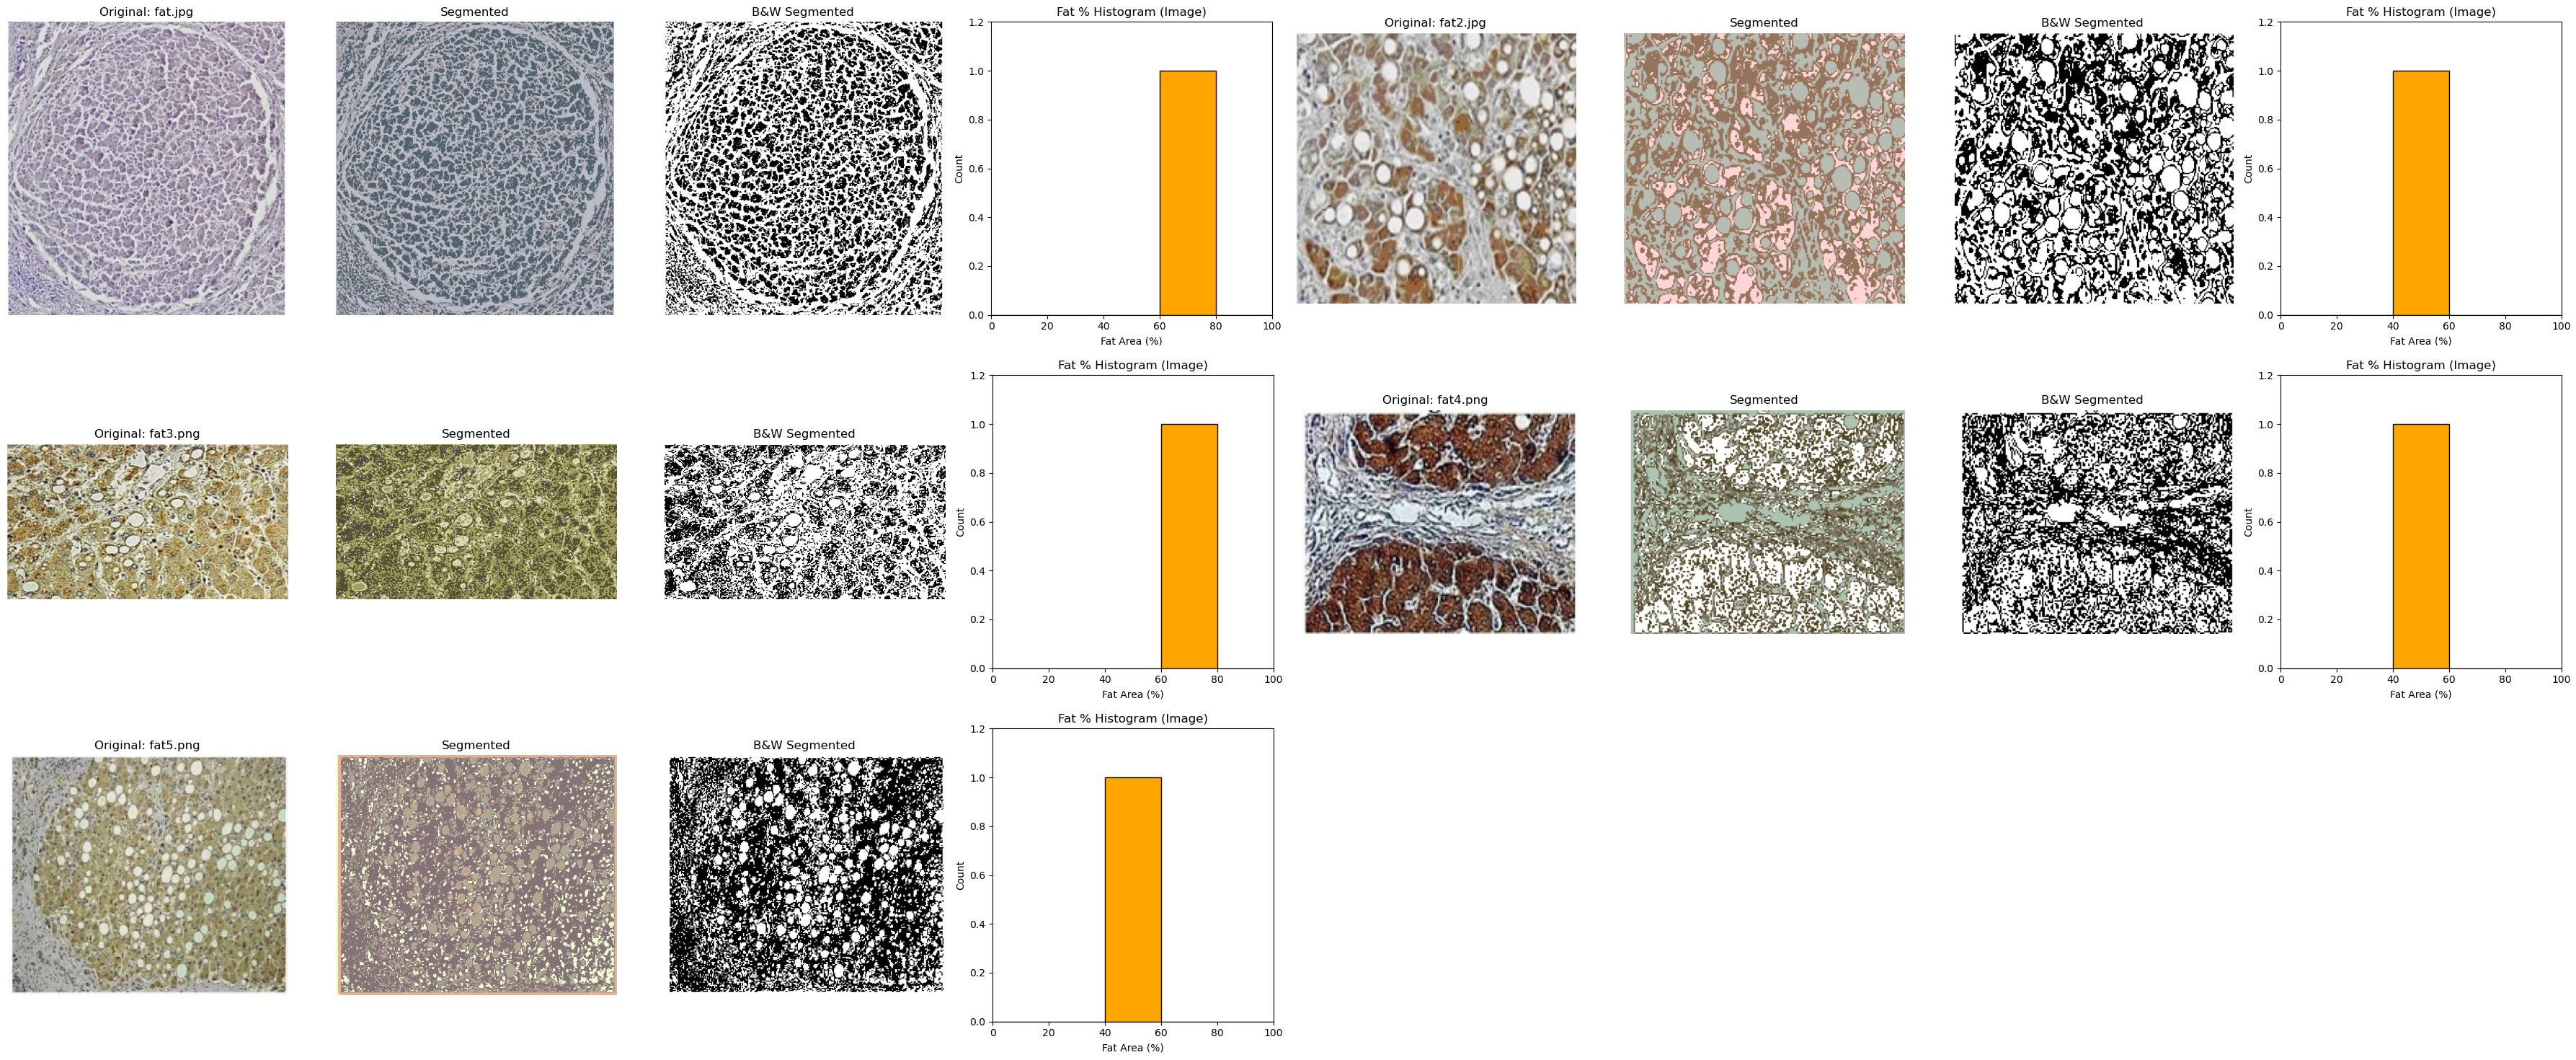 Original: fat.jpg
Segmented
B&W Segmented
Fat % Histogram (Image)
1.2
1.0
0.8
0.6
0.4
0.2
0.0
Count
0 20 40 60 80 100
Fat Area (%)
Original: fat2.jpg
Segmented
B&W Segmented
Fat % Histogram (Image)
1.2
1.0
0.8
0.6
0.4
0.2
0.0
Count
0 20 40 60 80 100
Fat Area (%)
Original: fat3.png
Segmented
B&W Segmented
Fat % Histogram (Image)
1.2
1.0
0.8
0.6
0.4
0.2
0.0
Count
0 20 40 60 80 100
Fat Area (%)
Original: fat4.png
Segmented
B&W Segmented
Fat % Histogram (Image)
1.2
1.0
0.8
0.6
0.4
0.2
0.0
Count
0 20 40 60 80 100
Fat Area (%)
Original: fat5.png
Segmented
B&W Segmented
Fat % Histogram (Image)
1.2
1.0
0.8
0.6
0.4
0.2
0.0
Count
0 20 40 60 80 100
Fat Area (%)